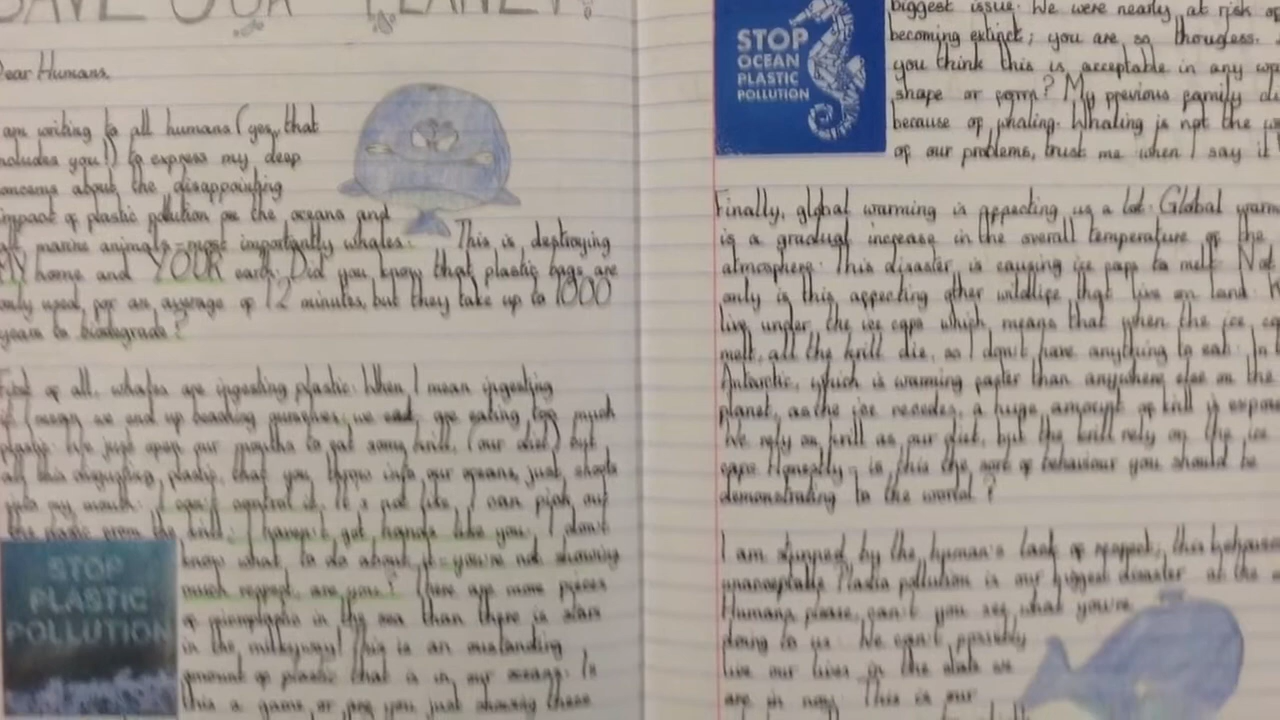 SAVE OUR PLANET!
Dear Humans,
I am writing to all humans (yes, that
includes you!) to express my deep
concerns about the disappointing
impact of plastic pollution on the oceans and
all marine animals - most importantly whales. This is destroying
MY home and YOUR earth. Did you know that plastic bags are
only used for an average of 12 minutes, but they take up to 1000
years to biodegrade?
First of all, whales are ingesting plastic. When I mean ingesting
I mean we end up beaching ourselves, we are eating too much
plastic. We just open our mouths to eat some krill, (our diet) but
all this disgusting plastic that you throw into our oceans, just shoots
into my mouth. I can't control it. It's not like I can pick out
the plastic from the krill. I haven't got hands like you. I don't
know what to do about it - you're not showing
much respect, are you? There are more pieces
of in the sea than there is stars
in the milkyway! This is an
amount of plastic that is in our oceans. Is
this a game, or are you just showing these
STOP
PLASTIC
POLLUTION
STOP
OCEAN
PLASTIC
POLLUTION
biggest issue. We were nearly at risk of
becoming extinct; you are so
you think this is acceptable in any
shape or form? My previous family
because of whaling. Whaling is not the
of our problems, trust me when I say it
Finally, global warming is affecting us a lot. Global
is a gradual increase in the overall temperature of the
atmosphere. This disaster is causing ice caps to melt. Not
only is this affecting other wildlife that live on land.
live under the ice caps which means that when the ice
melt, all the krill die, so I don't have anything to eat. In
Antarctic, which is warming faster than anywhere else on the
planet, as the ice recedes, a huge amount of krill is
We rely on krill as our diet, but the krill rely on the ice
caps. Honestly, is this the sort of behaviour you should be
demonstrating to the world?
I am stunned by the human's lack of respect, this
unacceptable. Plastic pollution is our biggest disaster at the
Humans, please, can't you see what you're
doing to us. We can't possibly
live our lives in the state we
are in now. This is our